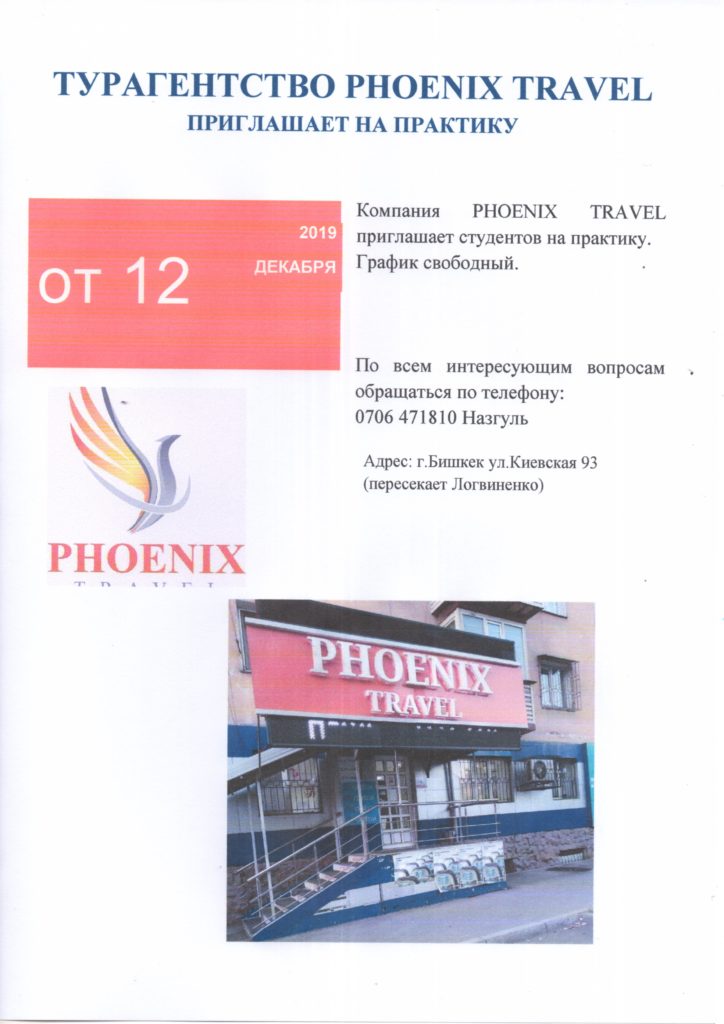 ТУРАГЕНТСТВО PHOENIX TRAVEL
ПРИГЛАШАЕТ НА ПРАКТИКУ
2019
от 12
ДЕКАБРЯ
Компания PHOENIX TRAVEL
приглашает студентов на практику.
График свободный.
По всем интересующим вопросам
обращаться по телефону:
0706 471810 Назгуль
Адрес: г.Бишкек ул.Киевская 93
(пересекает Логвиненко)
PHOENIX
TRAVEL
PHOENIX
TRAVEL